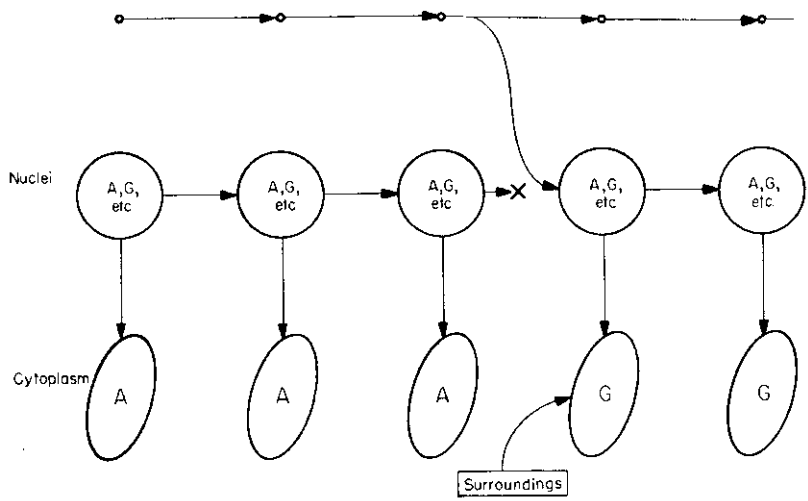 Nuclei
A,G,
etc
A,G,
etc
A,G,
etc
A,G,
etc
A,G,
etc.
Cytoplasm
A
A
A
G
G
Surroundings